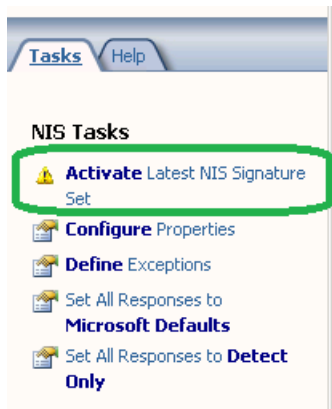 Tasks Help
NIS Tasks
Activate Latest NIS Signature
Set
Configure Properties
Define Exceptions
Set All Responses to
Microsoft Defaults
Set All Responses to Detect
Only